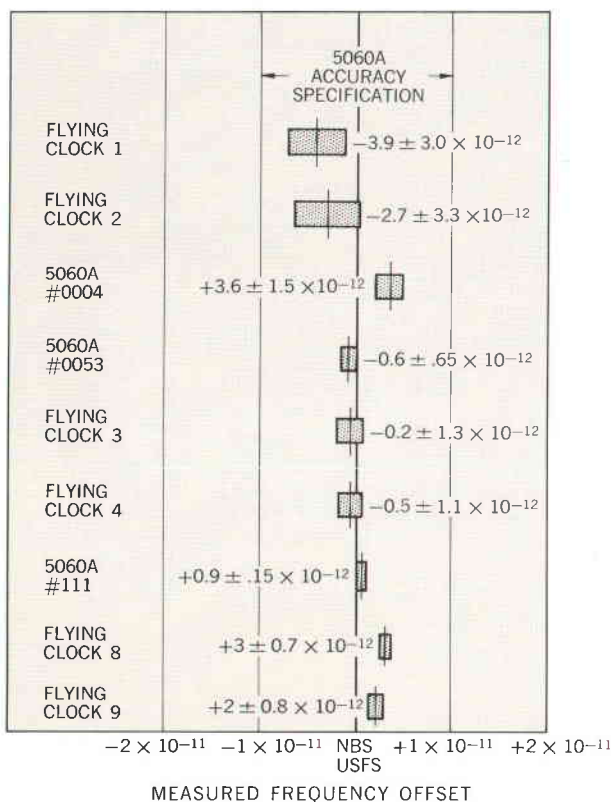 5060A
ACCURACY
SPECIFICATION
FLYING
CLOCK 1
−3.9 ± 3.0 × 10⁻¹²
FLYING
CLOCK 2
−2.7 ± 3.3 × 10⁻¹²
5060A
#0004
+3.6 ± 1.5 × 10⁻¹²
5060A
#0053
−0.6 ± .65 × 10⁻¹²
FLYING
CLOCK 3
−0.2 ± 1.3 × 10⁻¹²
FLYING
CLOCK 4
−0.5 ± 1.1 × 10⁻¹²
5060A
#111
+0.9 ± .15 × 10⁻¹²
FLYING
CLOCK 8
+3 ± 0.7 × 10⁻¹²
FLYING
CLOCK 9
+2 ± 0.8 × 10⁻¹²
−2 × 10⁻¹¹ −1 × 10⁻¹¹ NBS +1 × 10⁻¹¹ +2 × 10⁻¹¹
USFS
MEASURED FREQUENCY OFFSET